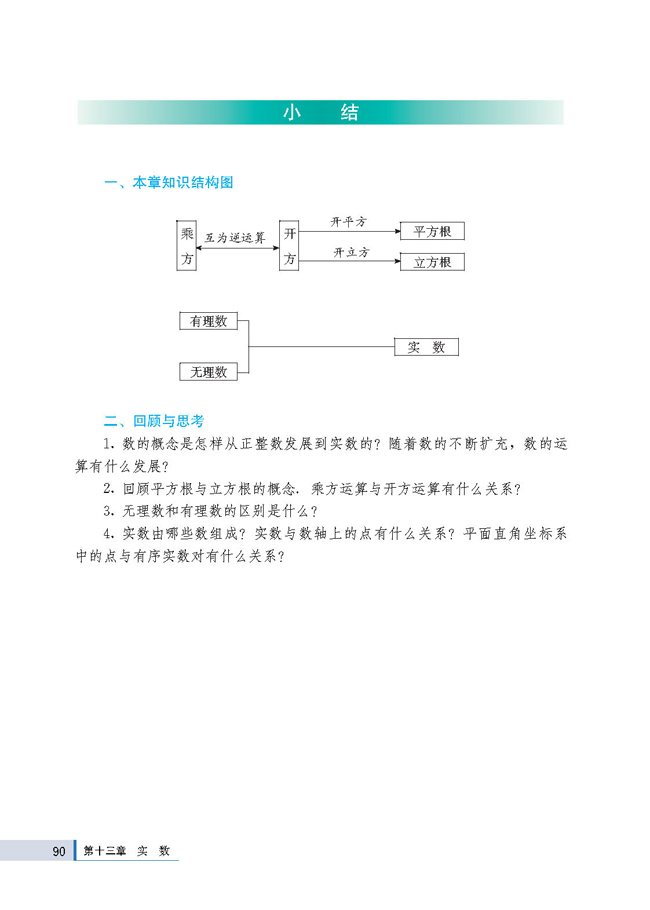 小 结
一、本章知识结构图
乘方
互为逆运算
开方
开平方
平方根
开立方
立方根
有理数
无理数
实 数
二、回顾与思考
1. 数的概念是怎样从正整数发展到实数的？随着数的不断扩充，数的运
算有什么发展？
2. 回顾平方根与立方根的概念. 乘方运算与开方运算有什么关系？
3. 无理数和有理数的区别是什么？
4. 实数由哪些数组成？实数与数轴上的点有什么关系？平面直角坐标系
中的点与有序实数对有什么关系？
90 第十三章 实 数